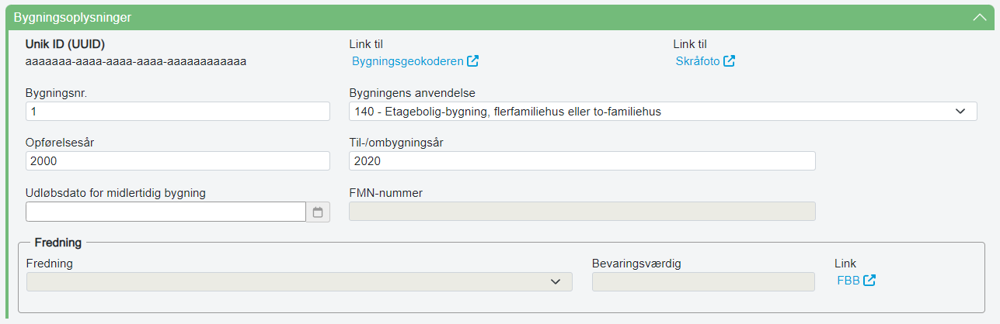 Bygningsoplysninger
Unik ID (UUID) Link til Link til
aaaaaaa-aaaa-aaaa-aaaa-aaaaaaaaaaaa Bygningsgeokoderen Skråfoto
Bygningsnr. Bygningens anvendelse
1 140 - Etagebolig-bygning, flerfamiliehus eller to-familiehus
Opførelsesår Til-/ombygningsår
2000 2020
Udløbsdato for midlertidig bygning FMN-nummer
Fredning
Fredning Bevaringsværdig Link
FBB